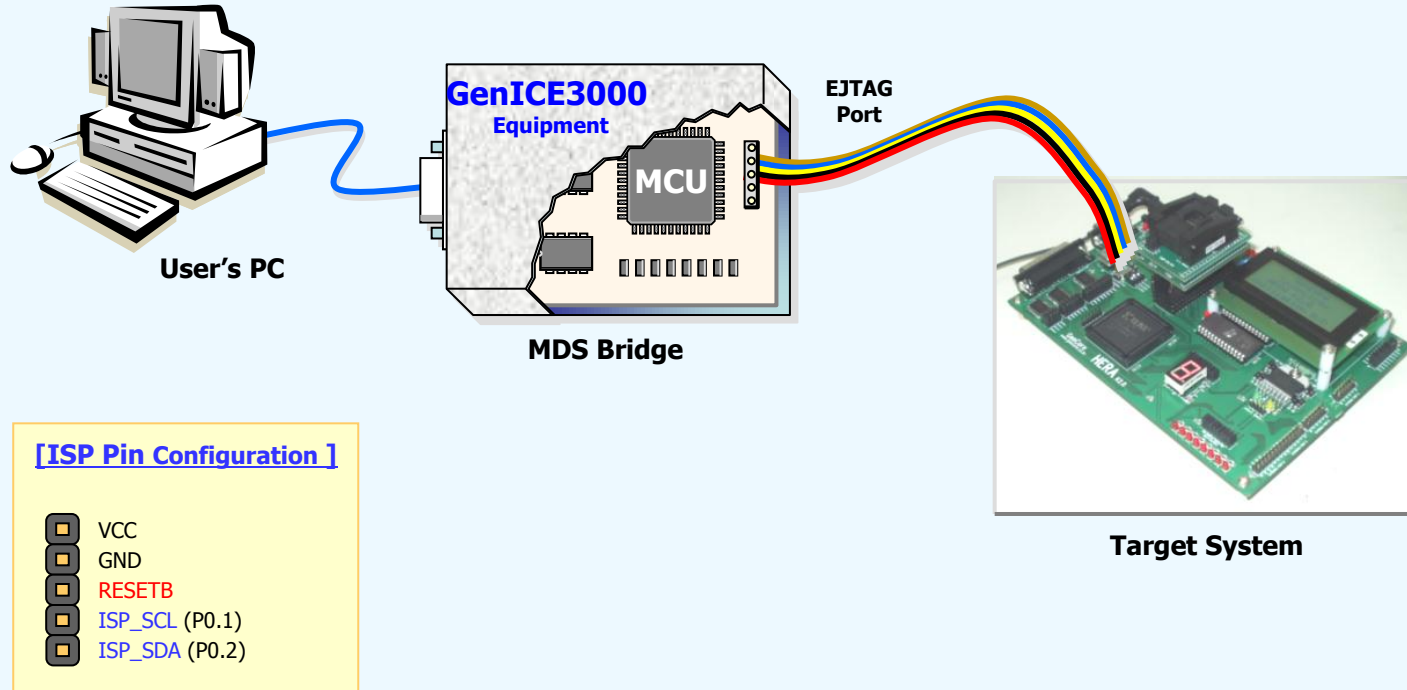 GenICE3000
Equipment
EJTAG
Port
MCU
User's PC
MDS Bridge
HERA
Target System
[ISP Pin Configuration ]
VCC
GND
RESETB
ISP_SCL (P0.1)
ISP_SDA (P0.2)